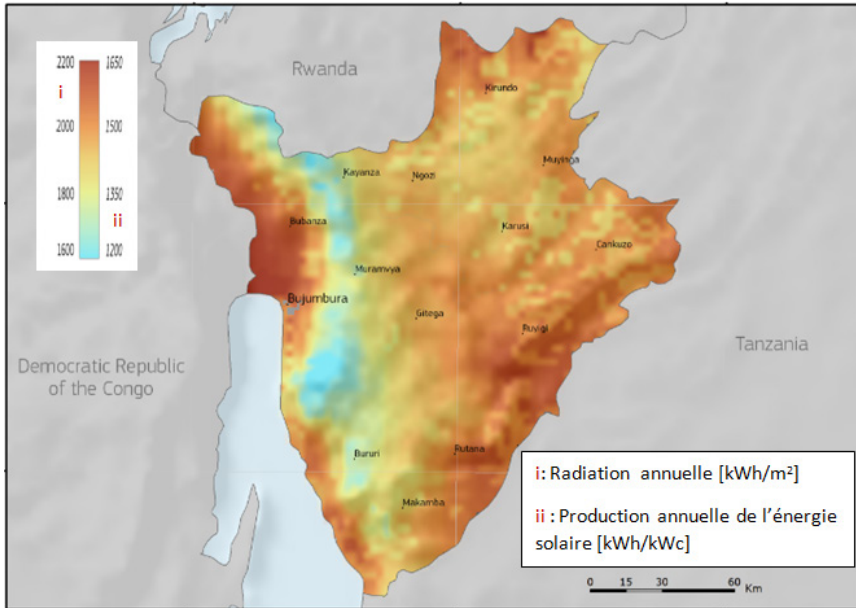 2200 1650
i
2000 1500
1800 1350
ii
1600 1200
Rwanda
Kirundo
Kayanza
Ngozi
Muyinga
Bubanza
Karusi
Cankuzo
Muramvya
Bujumbura
Gitega
Ruyigi
Democratic Republic
of the Congo
Tanzania
Bururi
Rutana
Makamba
i: Radiation annuelle [kWh/m²]
ii : Production annuelle de l’énergie
solaire [kWh/kWc]
0 15 30 60 Km